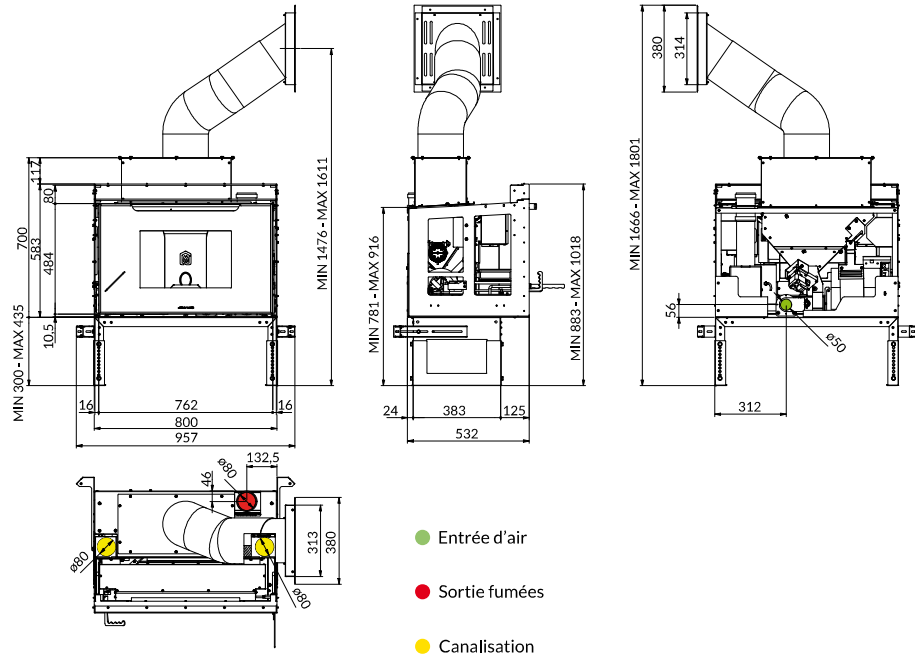 117
80
700
583
484
10,5
MIN 300 - MAX 435
16
762
16
800
957
MIN 1476 - MAX 1611
MIN 781 - MAX 916
MIN 883 - MAX 1018
24
383
125
532
380
314
MIN 1666 - MAX 1801
56
ø50
312
132,5
46
ø80
ø80
ø80
313
380
Entrée d'air
Sortie fumées
Canalisation